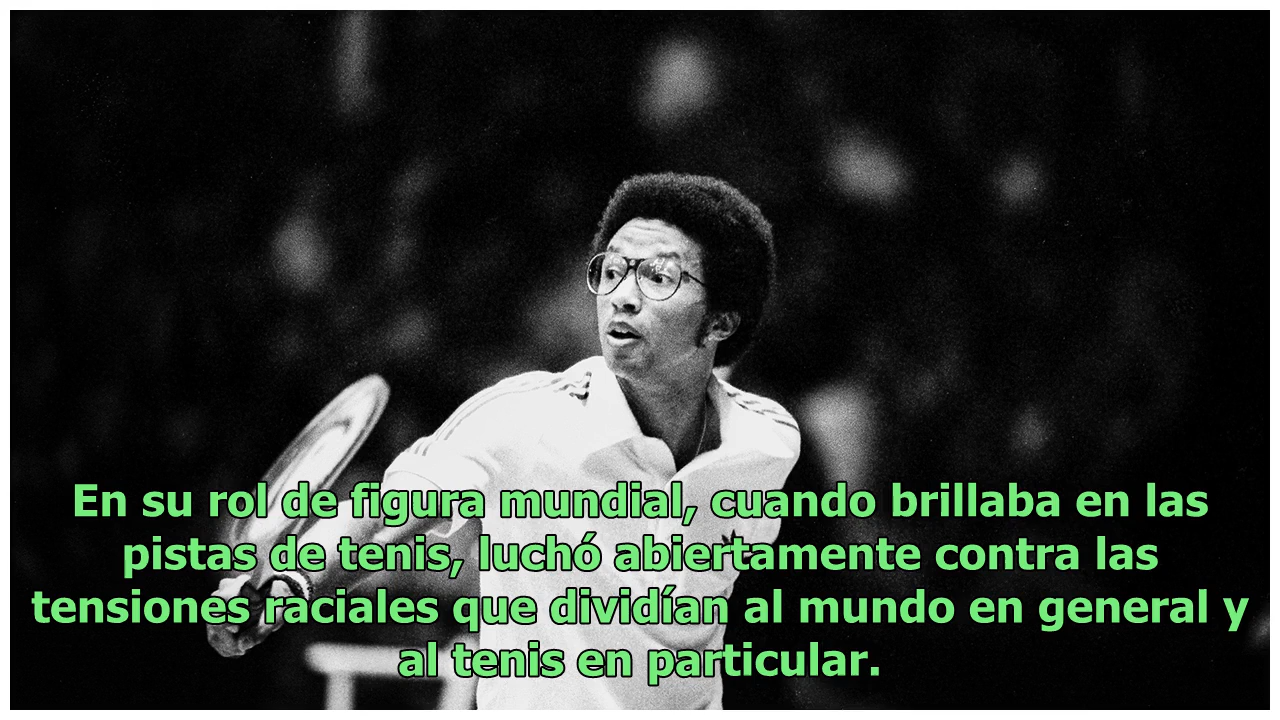 En su rol de figura mundial, cuando brillaba en las
pistas de tenis, luchó abiertamente contra las
tensiones raciales que dividían al mundo en general y
al tenis en particular.